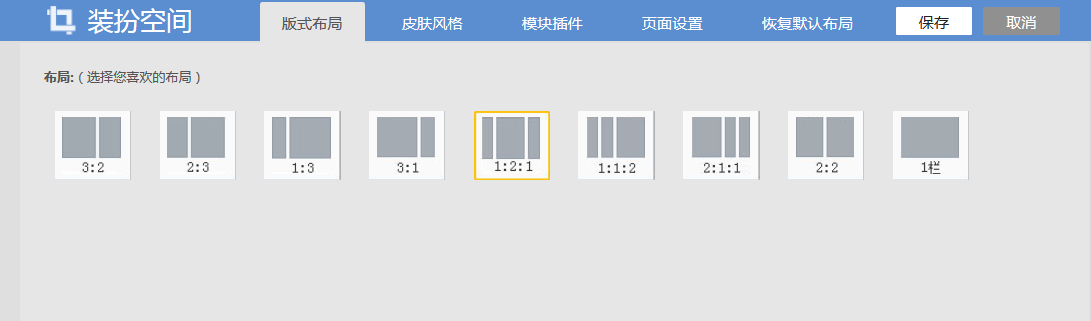 装扮空间 版式布局 皮肤风格 模块插件 页面设置 恢复默认布局 保存 取消
布局:（选择您喜欢的布局）
3:2 2:3 1:3 3:1 1:2:1 1:1:2 2:1:1 2:2 1栏